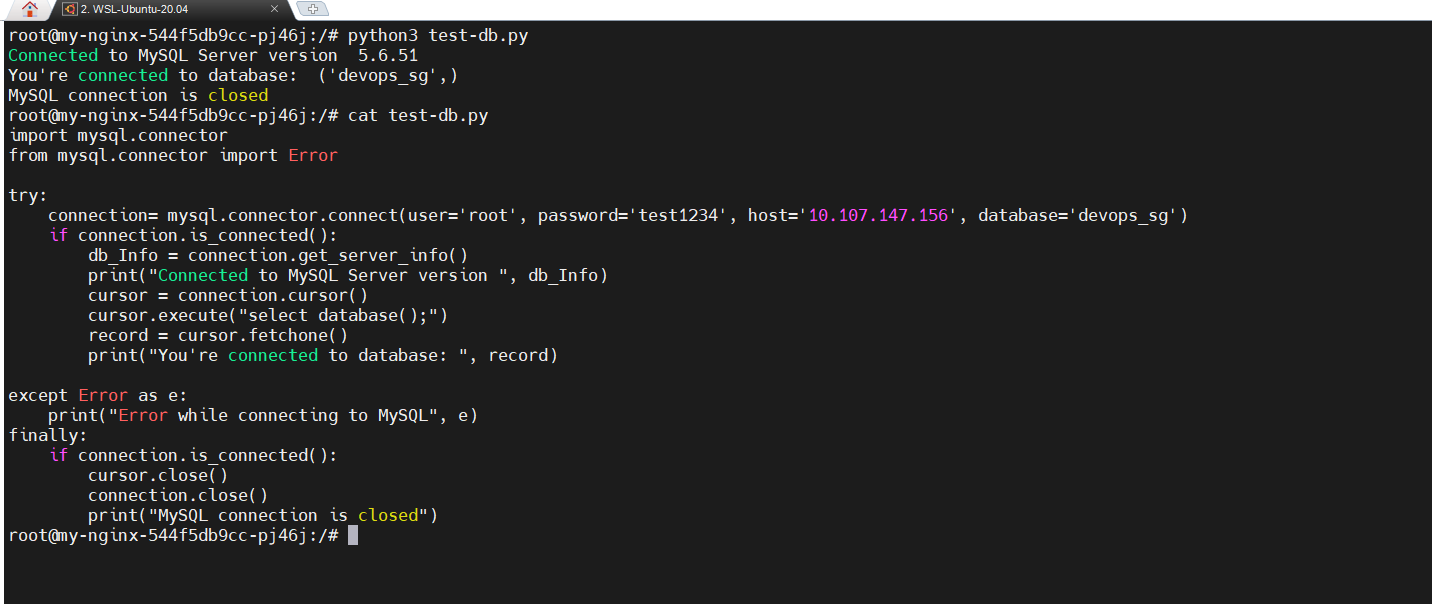 2. WSL-Ubuntu-20.04
root@my-nginx-544f5db9cc-pj46j:/# python3 test-db.py
Connected to MySQL Server version  5.6.51
You're connected to database:  ('devops_sg',)
MySQL connection is closed
root@my-nginx-544f5db9cc-pj46j:/# cat test-db.py
import mysql.connector
from mysql.connector import Error

try:
    connection= mysql.connector.connect(user='root', password='test1234', host='10.107.147.156', database='devops_sg')
    if connection.is_connected():
        db_Info = connection.get_server_info()
        print("Connected to MySQL Server version ", db_Info)
        cursor = connection.cursor()
        cursor.execute("select database();")
        record = cursor.fetchone()
        print("You're connected to database: ", record)

except Error as e:
    print("Error while connecting to MySQL", e)
finally:
    if connection.is_connected():
        cursor.close()
        connection.close()
        print("MySQL connection is closed")
root@my-nginx-544f5db9cc-pj46j:/#